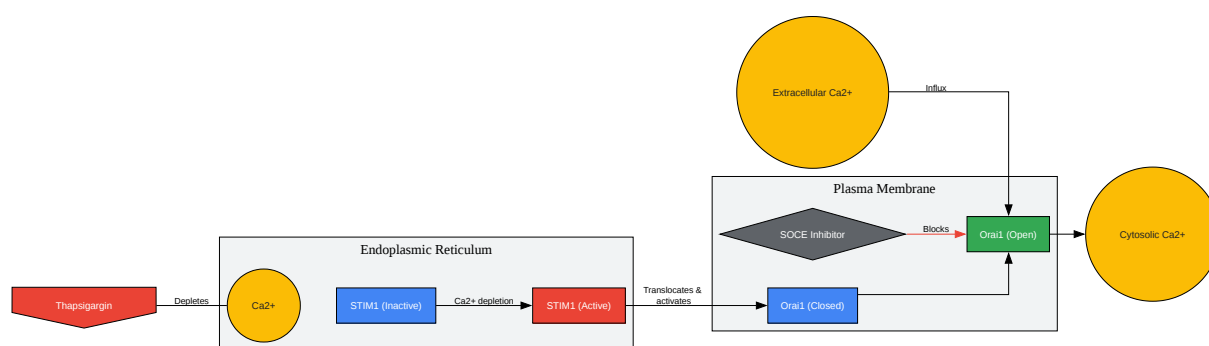 Extracellular Ca2+
Influx
Plasma Membrane
SOCE Inhibitor
Blocks
Orai1 (Open)
Cytosolic Ca2+
Endoplasmic Reticulum
Thapsigargin
Depletes
Ca2+
STIM1 (Inactive)
Ca2+ depletion
STIM1 (Active)
Translocates &
activates
Orai1 (Closed)